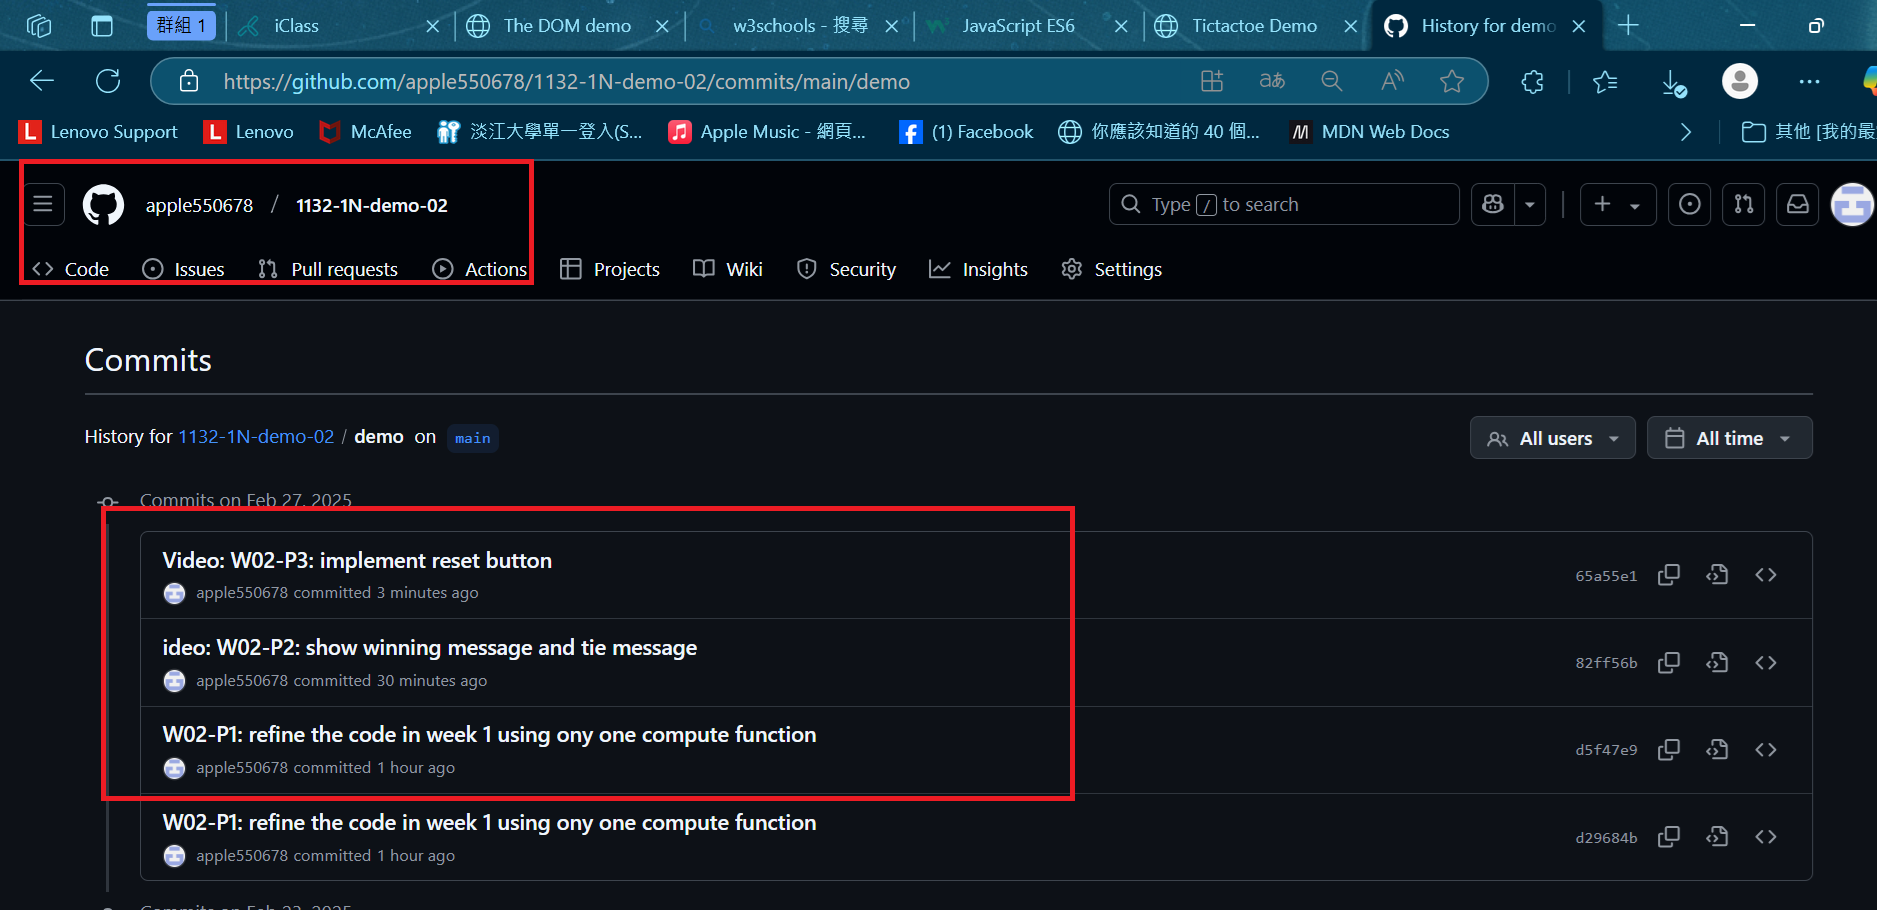 群組 1
iClass
The DOM demo
w3schools - 搜尋
JavaScript ES6
Tictactoe Demo
History for demo
https://github.com/apple550678/1132-1N-demo-02/commits/main/demo
Lenovo Support
Lenovo
McAfee
淡江大學單一登入(S...
Apple Music - 網頁...
(1) Facebook
你應該知道的 40 個...
MDN Web Docs
其他 [我的最
apple550678 / 1132-1N-demo-02
Type / to search
Code
Issues
Pull requests
Actions
Projects
Wiki
Security
Insights
Settings
Commits
History for 1132-1N-demo-02 / demo on main
All users
All time
Commits on Feb 27, 2025
Video: W02-P3: implement reset button
apple550678 committed 3 minutes ago
65a55e1
ideo: W02-P2: show winning message and tie message
apple550678 committed 30 minutes ago
82ff56b
W02-P1: refine the code in week 1 using ony one compute function
apple550678 committed 1 hour ago
d5f47e9
W02-P1: refine the code in week 1 using ony one compute function
apple550678 committed 1 hour ago
d29684b
Commits on Feb 23, 2025